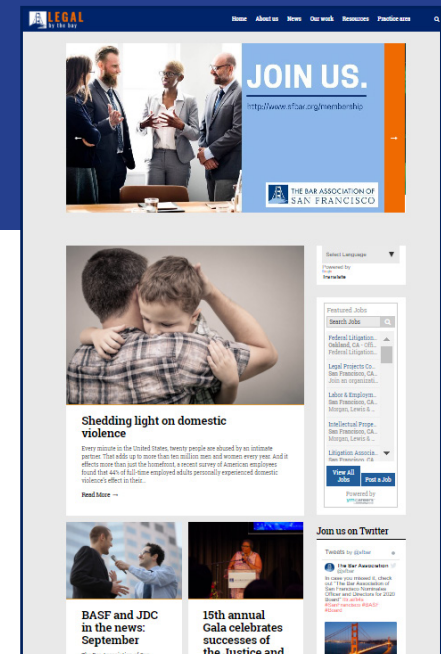 LEGAL
by the bay
Home About us News Our work Resources Practice ares
JOIN US.
http://www.sfbar.org/membership
THE BAR ASSOCIATION OF
SAN FRANCISCO
Select Language
Powered by
Translate
Shedding light on domestic
violence
Every minute in the United States, twenty people are abused by an intimate
partner. That adds up to more than ten million men and women every year. And it
effects more than just the homefront, a recent survey of American employees
found that 44% of full-time employed adults personally experienced domestic
violence's effect in their...
Read More →
Featured Jobs
Search Jobs
Federal Litigation...
Oakland, CA - Offi...
Federal Litigation...
Legal Projects Co...
San Francisco, CA...
Join an organizati...
Labor & Employm...
San Francisco, CA...
Morgan, Lewis & ...
Intellectual Prope...
San Francisco, CA...
Morgan, Lewis & ...
Litigation Associa...
San Francisco, CA
View All
Jobs
Post a Job
Powered by
Join us on Twitter
Tweets by @sfbar
The Bar Association
@sfbar
In case you missed it, check
out "The Bar Association of
San Francisco Nominates
Officer and Directors for 2020
Board"
#SanFrancisco #BASF
#Board
BASF and JDC
in the news:
September
15th annual
Gala celebrates
successes of
the Justice and